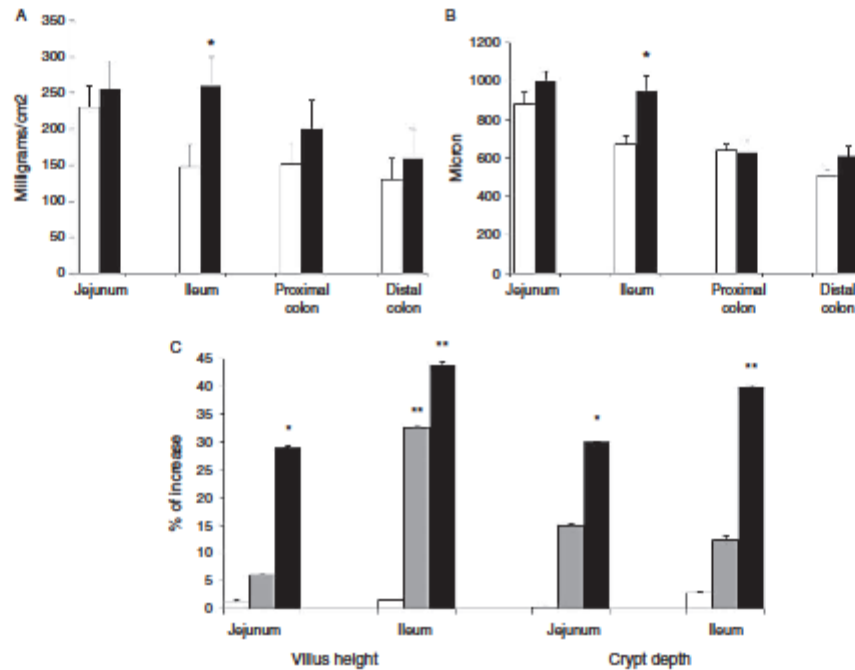 A
350
300
250
200
150
100
50
0
Milligrams/cm2
*
Jejunum Ileum Proximal colon Distal colon
B
1200
1000
800
600
400
200
0
Micron
*
Jejunum Ileum Proximal colon Distal colon
C
45
40
35
30
25
20
15
10
5
0
% of increase
* ** ** * **
Jejunum Ileum Jejunum Ileum
Villus height Crypt depth